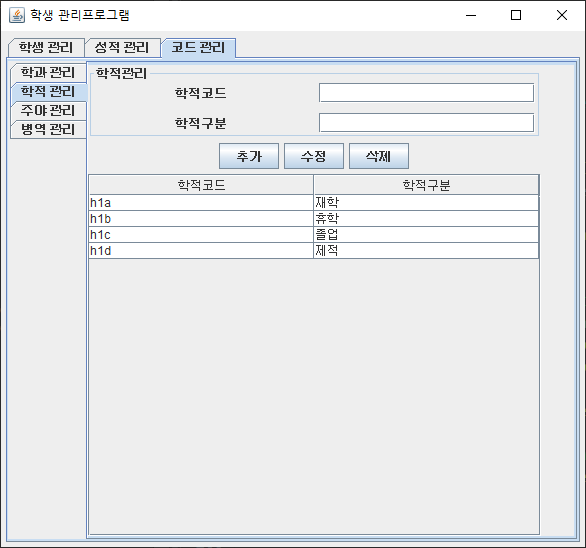 학생 관리프로그램
학생 관리 성적 관리 코드 관리
학과 관리
학적 관리
주야 관리
병역 관리
학적관리
학적코드
학적구분
추가 수정 삭제
학적코드 학적구분
h1a 재학
h1b 휴학
h1c 졸업
h1d 제적